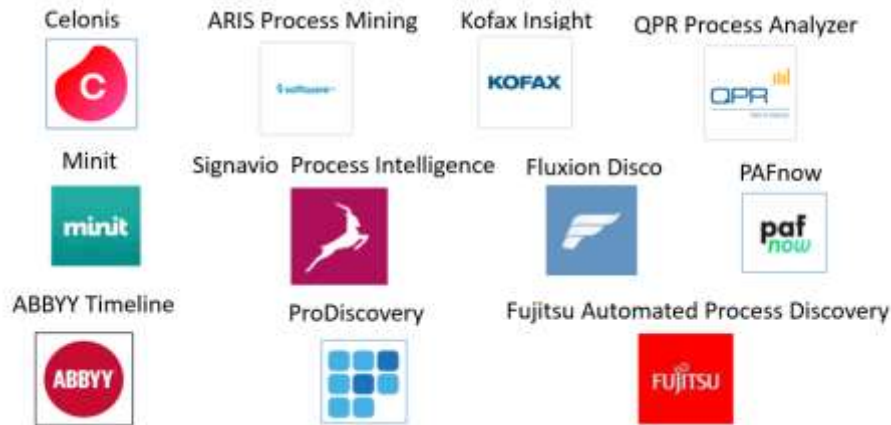 Celonis
ARIS Process Mining
Kofax Insight
QPR Process Analyzer
C
software
KOFAX
QPR
Minit
Signavio Process Intelligence
Fluxion Disco
PAFnow
minit
paf
now
ABBYY Timeline
ProDiscovery
Fujitsu Automated Process Discovery
ABBYY
FUJITSU